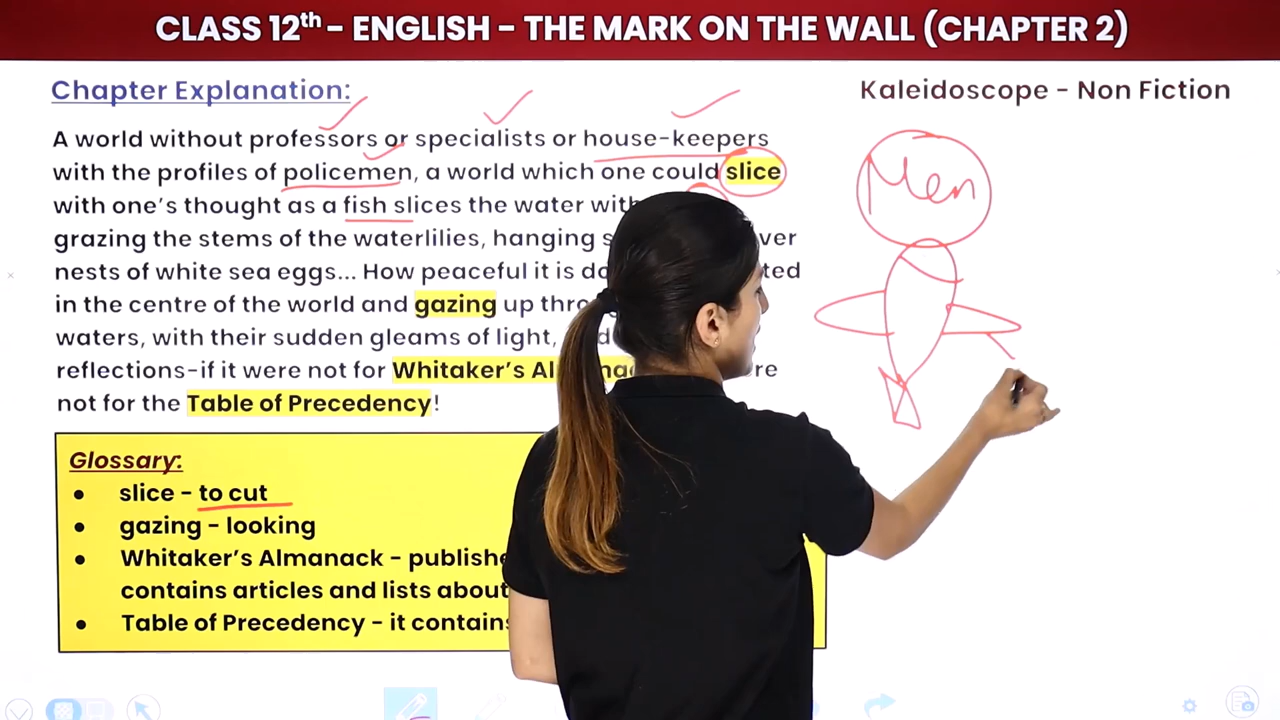 CLASS 12th - ENGLISH - THE MARK ON THE WALL (CHAPTER 2)
Chapter Explanation:
Kaleidoscope - Non Fiction
A world without professors or specialists or house-keepers
with the profiles of policemen, a world which one could slice
with one's thought as a fish slices the water with
grazing the stems of the waterlilies, hanging
nests of white sea eggs... How peaceful it is
in the centre of the world and gazing up
waters, with their sudden gleams of light,
reflections-if it were not for Whitaker's
not for the Table of Precedency!
Men
Glossary:
• slice - to cut
• gazing - looking
• Whitaker's Almanack -
contains articles and lists about
• Table of Precedency - it contains